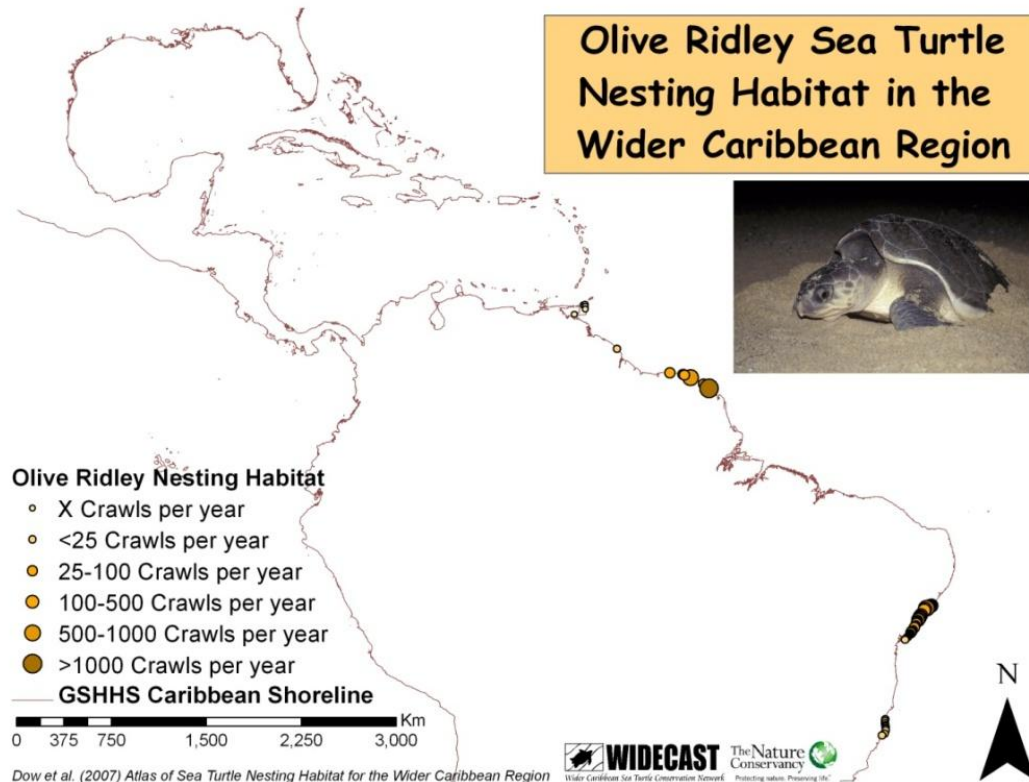 Olive Ridley Sea Turtle
Nesting Habitat in the
Wider Caribbean Region
Olive Ridley Nesting Habitat
X Crawls per year
<25 Crawls per year
25-100 Crawls per year
100-500 Crawls per year
500-1000 Crawls per year
>1000 Crawls per year
GSHHS Caribbean Shoreline
Km
0 375 750 1,500 2,250 3,000
Dow et al. (2007) Atlas of Sea Turtle Nesting Habitat for the Wider Caribbean Region
WIDECAST
Wider Caribbean Sea Turtle Conservation Network
The Nature
Conservancy
Protecting nature. Preserving life.™
N